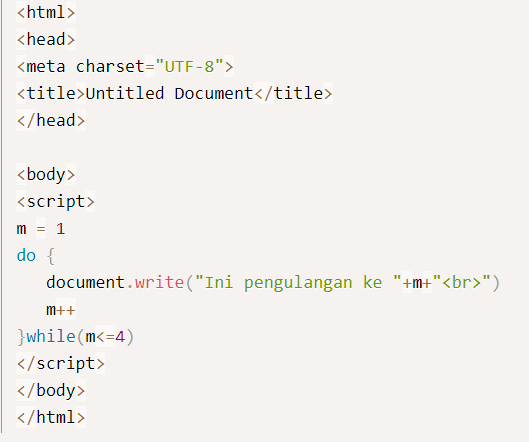 <html>
<head>
<meta charset="UTF-8">
<title>Untitled Document</title>
</head>

<body>
<script>
m = 1
do {
   document.write("Ini pengulangan ke "+m+"<br>")
   m++
}while(m<=4)
</script>
</body>
</html>